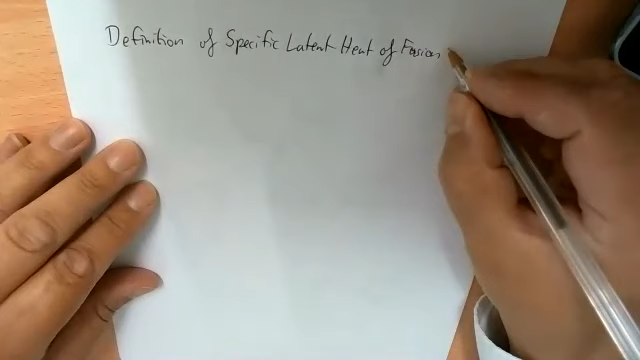 Definition of Specific Latent Heat of Fusion